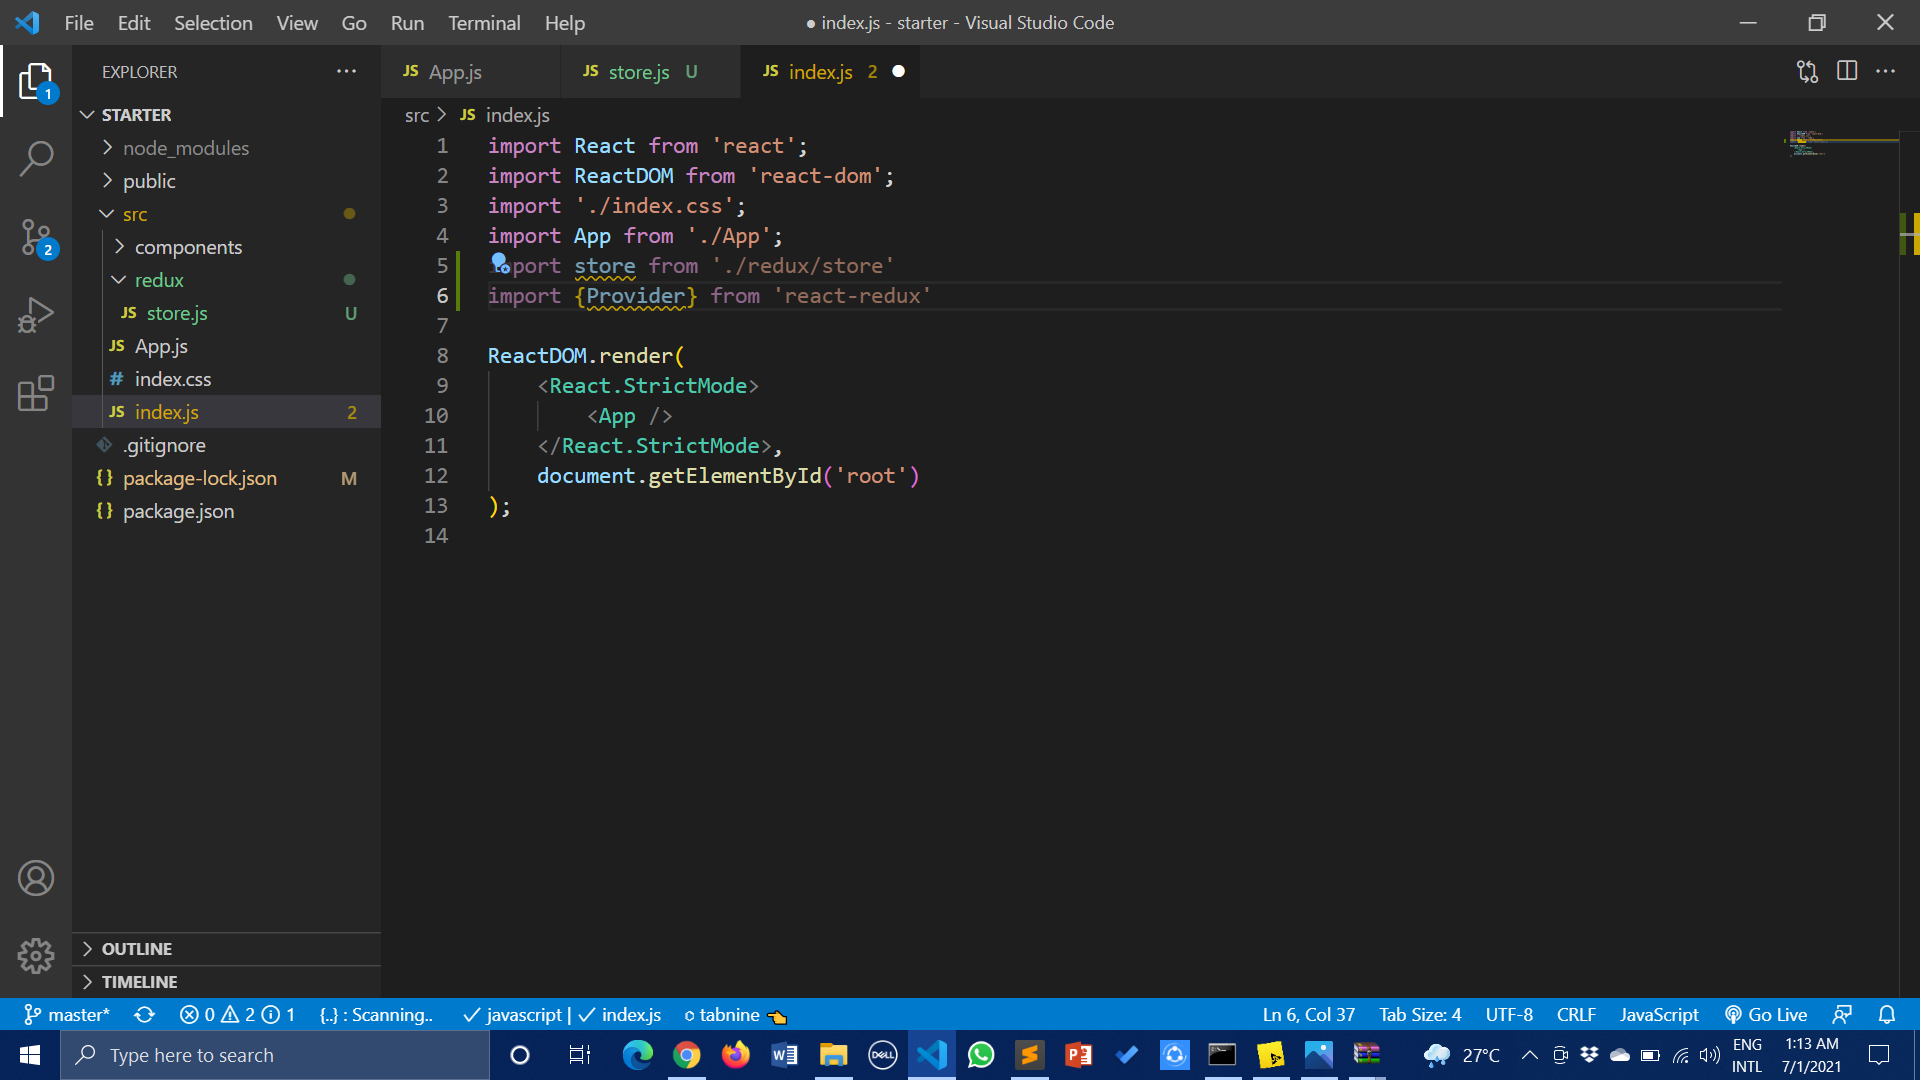 File Edit Selection View Go Run Terminal Help
● index.js - starter - Visual Studio Code
1
2
EXPLORER
STARTER
node_modules
public
src
components
redux
JS store.js U
JS App.js
# index.css
JS index.js 2
.gitignore
{} package-lock.json M
{} package.json
OUTLINE
TIMELINE
JS App.js JS store.js U JS index.js 2
src > JS index.js
1 import React from 'react';
2 import ReactDOM from 'react-dom';
3 import './index.css';
4 import App from './App';
5 port store from './redux/store'
6 import {Provider} from 'react-redux'
7
8 ReactDOM.render(
9 <React.StrictMode>
10 <App />
11 </React.StrictMode>,
12 document.getElementById('root')
13 );
14
master* 0 2 1 {..} : Scanning.. ✓ javascript | ✓ index.js tabnine Ln 6, Col 37 Tab Size: 4 UTF-8 CRLF JavaScript Go Live
Type here to search
DELL
27°C
ENG
INTL
1:13 AM
7/1/2021